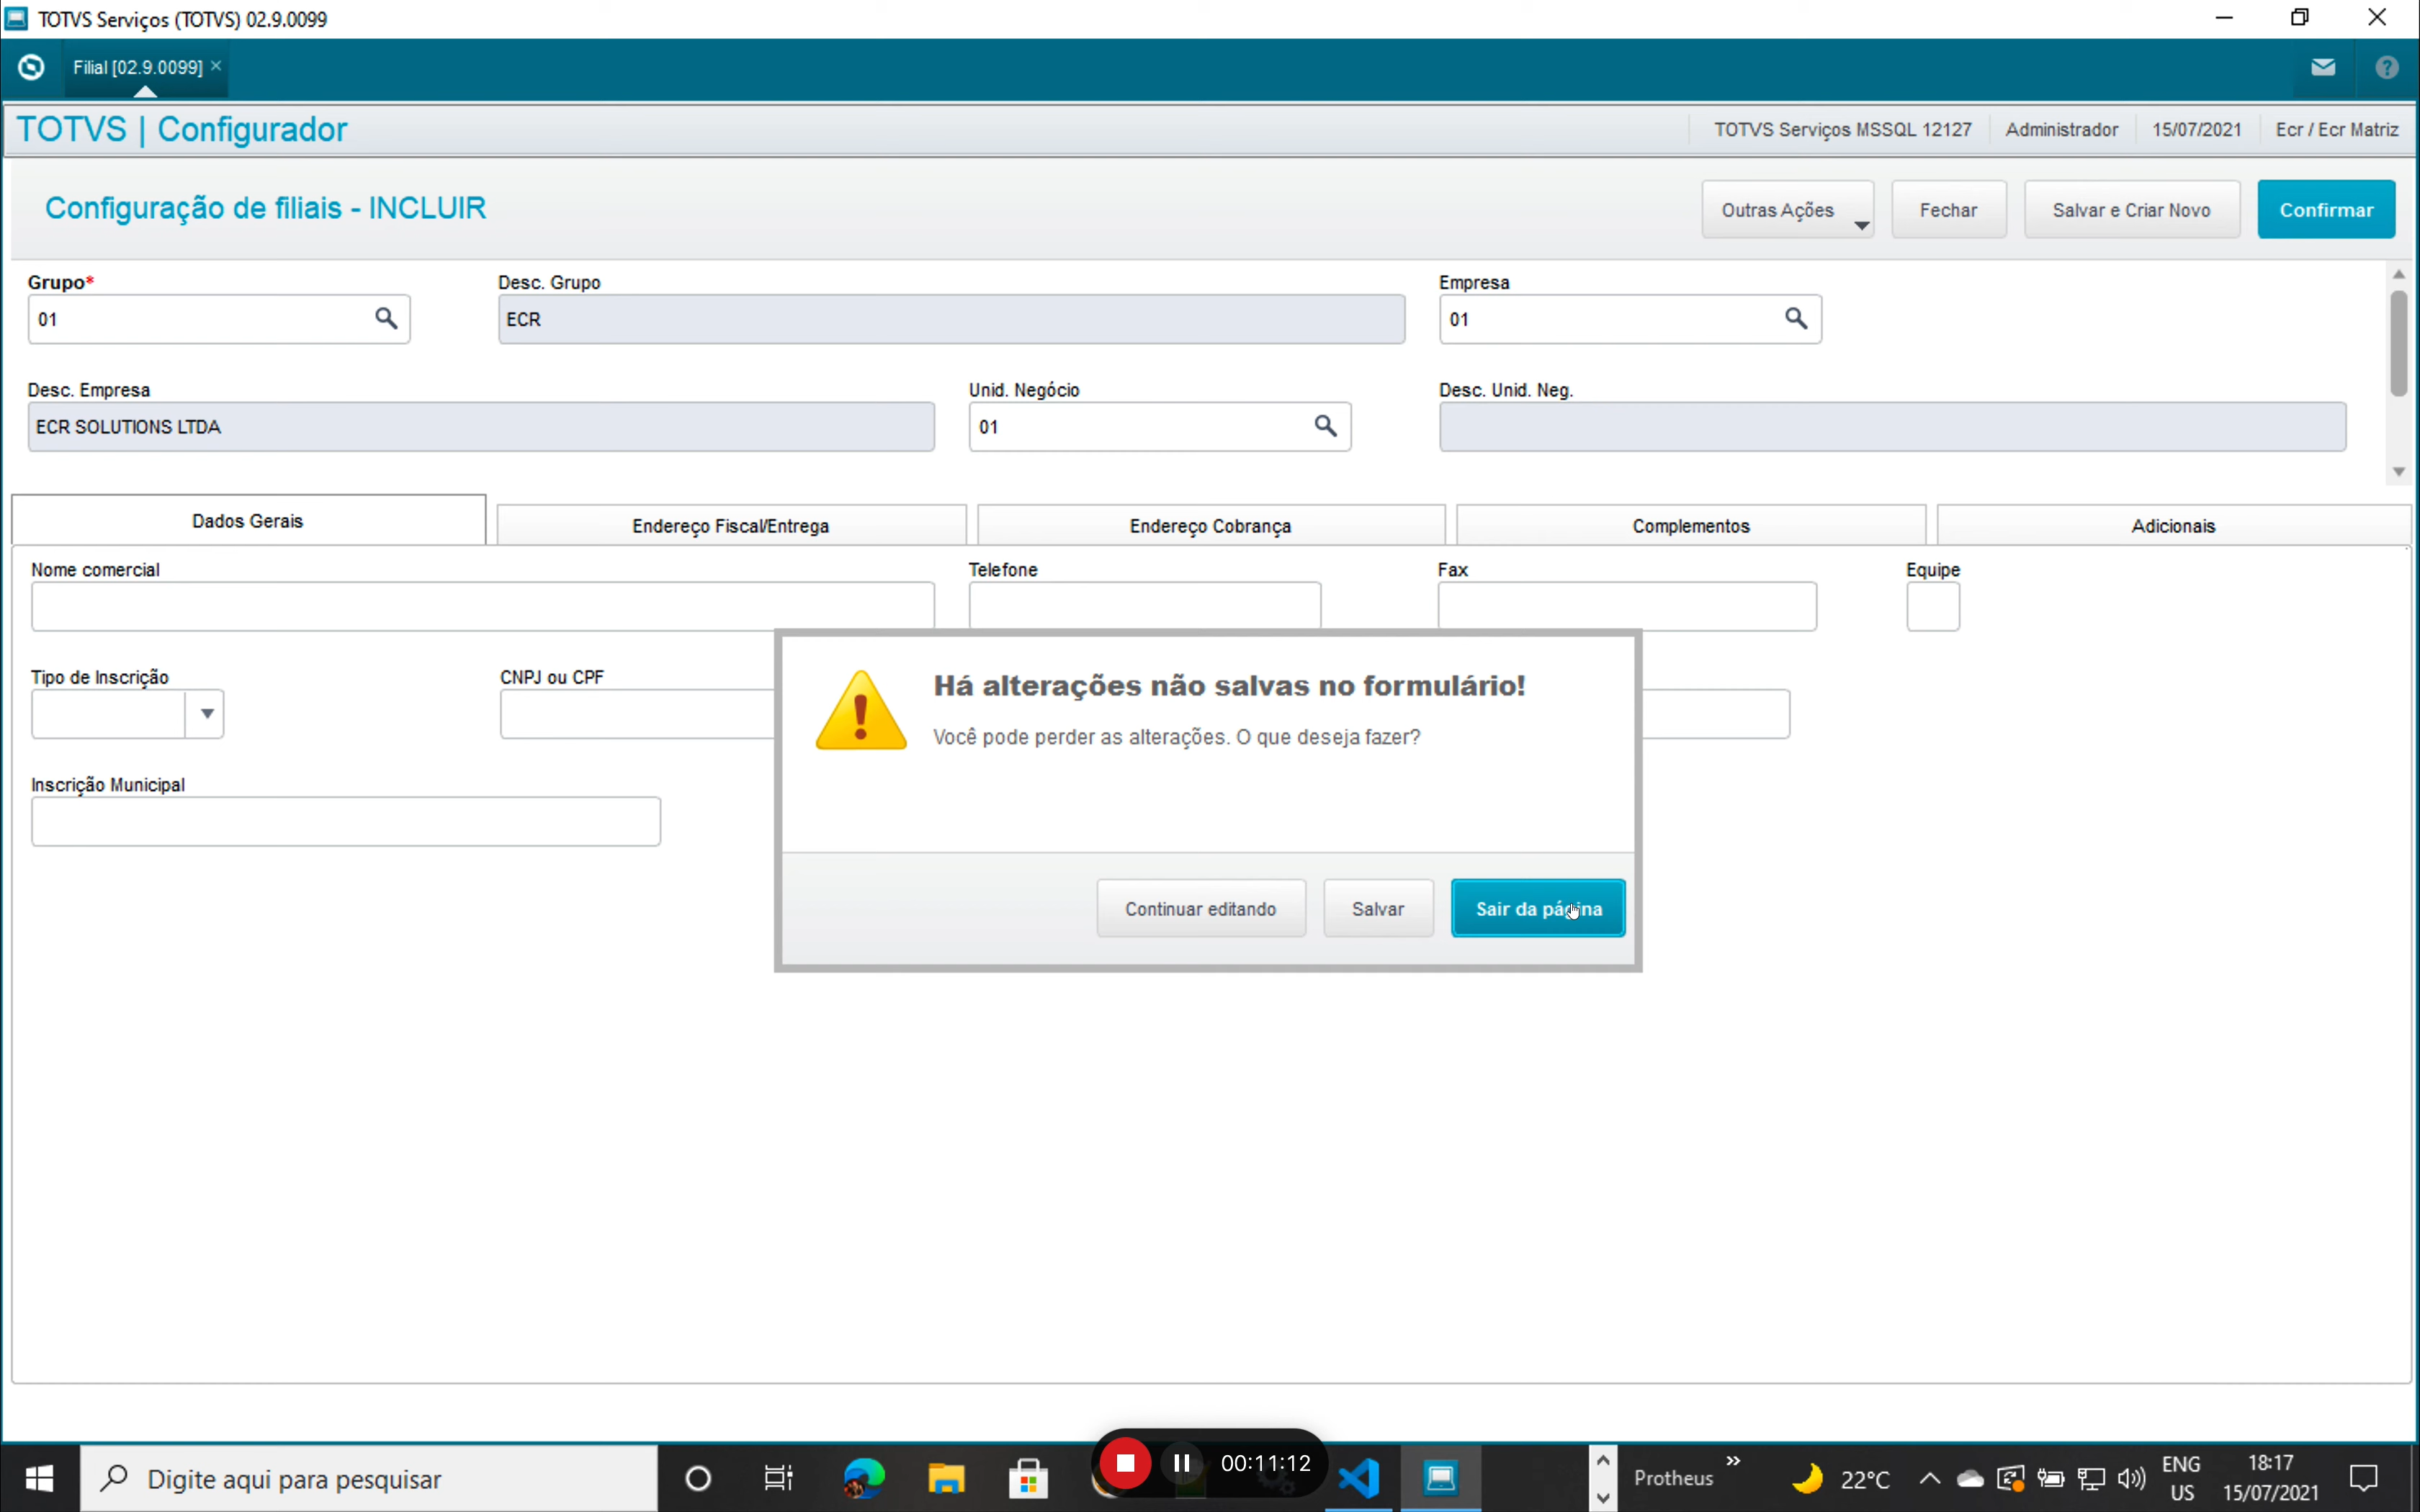 TOTVS Serviços (TOTVS) 02.9.0099
Filial [02.9.0099]
TOTVS | Configurador
TOTVS Serviços MSSQL 12127 Administrador 15/07/2021 Ecr / Ecr Matriz
Configuração de filiais - INCLUIR
Outras Ações Fechar Salvar e Criar Novo Confirmar
Grupo* Desc. Grupo Empresa
01 ECR 01
Desc. Empresa Unid. Negócio Desc. Unid. Neg.
ECR SOLUTIONS LTDA 01
Dados Gerais Endereço Fiscal/Entrega Endereço Cobrança Complementos Adicionais
Nome comercial Telefone Fax Equipe
Tipo de Inscrição CNPJ ou CPF
Inscrição Municipal
Há alterações não salvas no formulário!
Você pode perder as alterações. O que deseja fazer?
Continuar editando Salvar Sair da página
Digite aqui para pesquisar
00:11:12
Protheus
22°C
ENG
US
18:17
15/07/2021